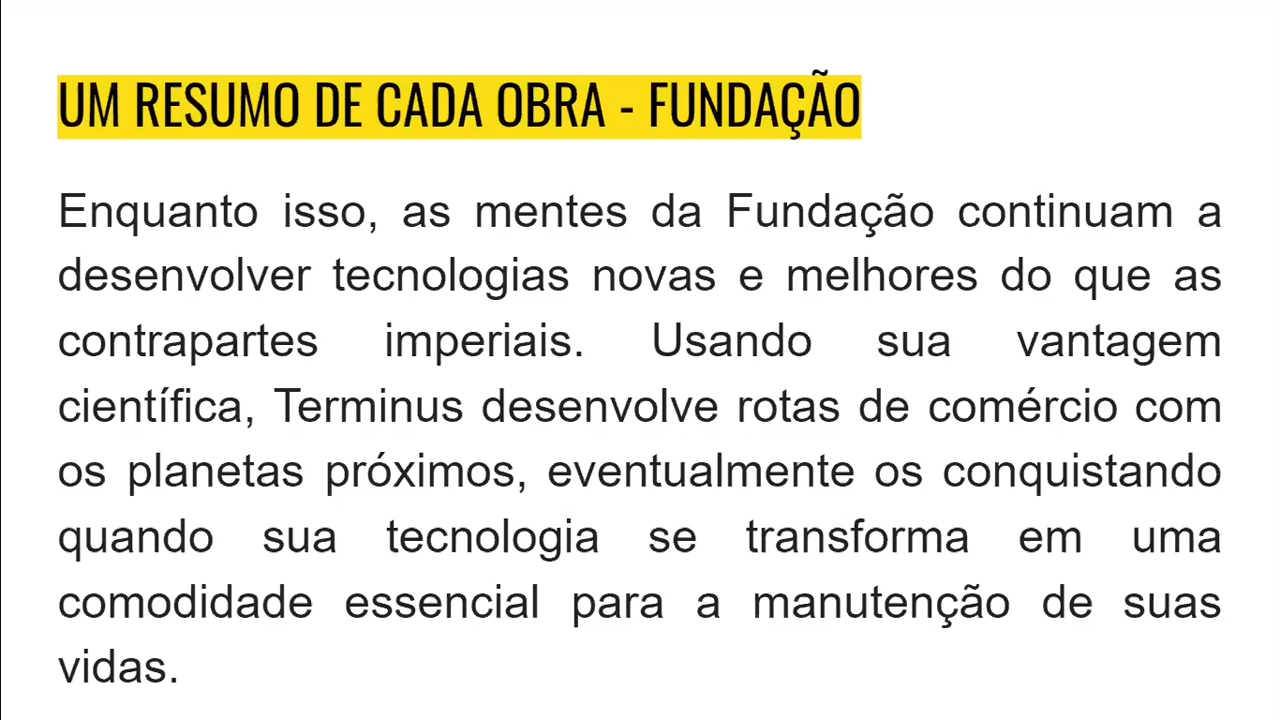 UM RESUMO DE CADA OBRA - FUNDAÇÃO
Enquanto isso, as mentes da Fundação continuam a
desenvolver tecnologias novas e melhores do que as
contrapartes imperiais. Usando sua vantagem
científica, Terminus desenvolve rotas de comércio com
os planetas próximos, eventualmente os conquistando
quando sua tecnologia se transforma em uma
comodidade essencial para a manutenção de suas
vidas.